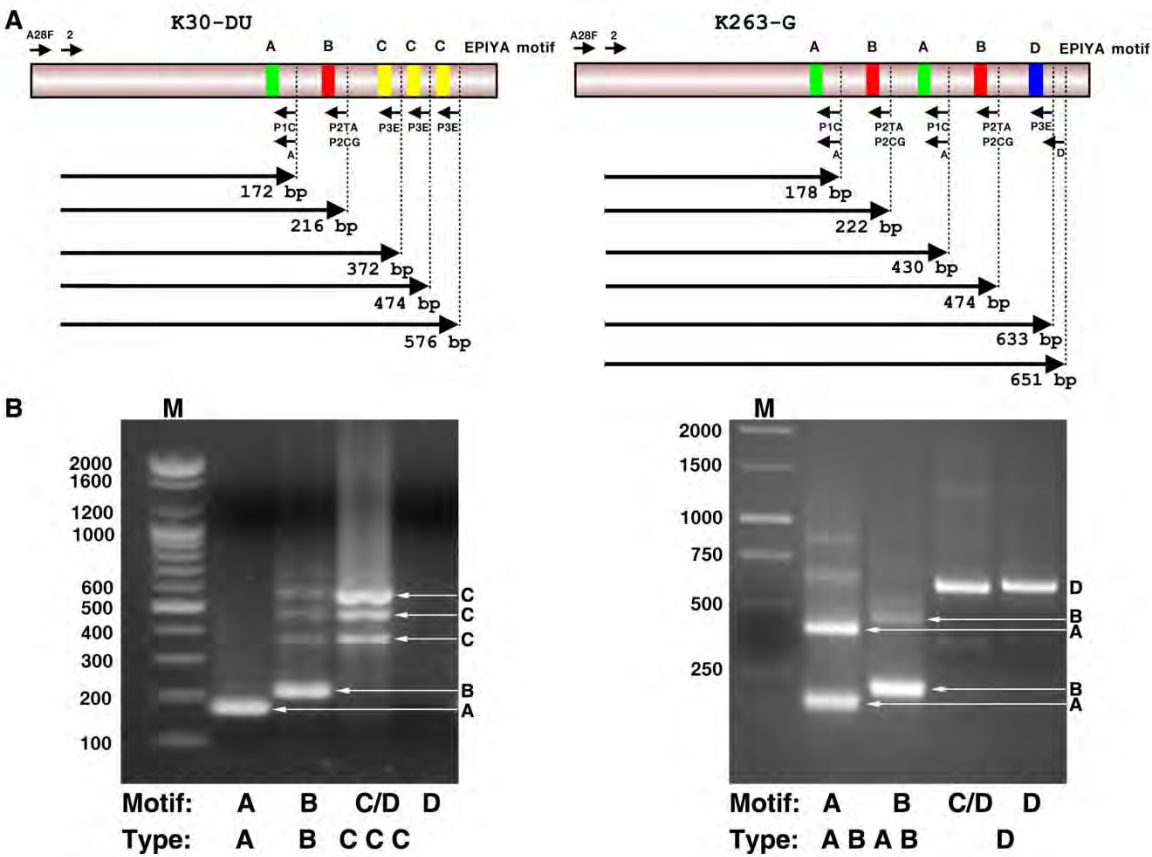 A
K30-DU
A28F 2 A B C C C EPIYA motif
P1C P2TA P3E P3E P3E
A P2CG
172 bp
216 bp
372 bp
474 bp
576 bp
K263-G
A28F 2 A B A B D EPIYA motif
P1C P2TA P1C P2TA P3E
A P2CG A P2CG D
178 bp
222 bp
430 bp
474 bp
633 bp
651 bp
B
M
2000
1600
1200
1000
600
500
400
300
200
100
C
C
C
B
A
Motif: A B C/D D
Type: A B C C C
M
2000
1500
1000
750
500
250
D
B
A
B
A
Motif: A B C/D D
Type: A B A B D